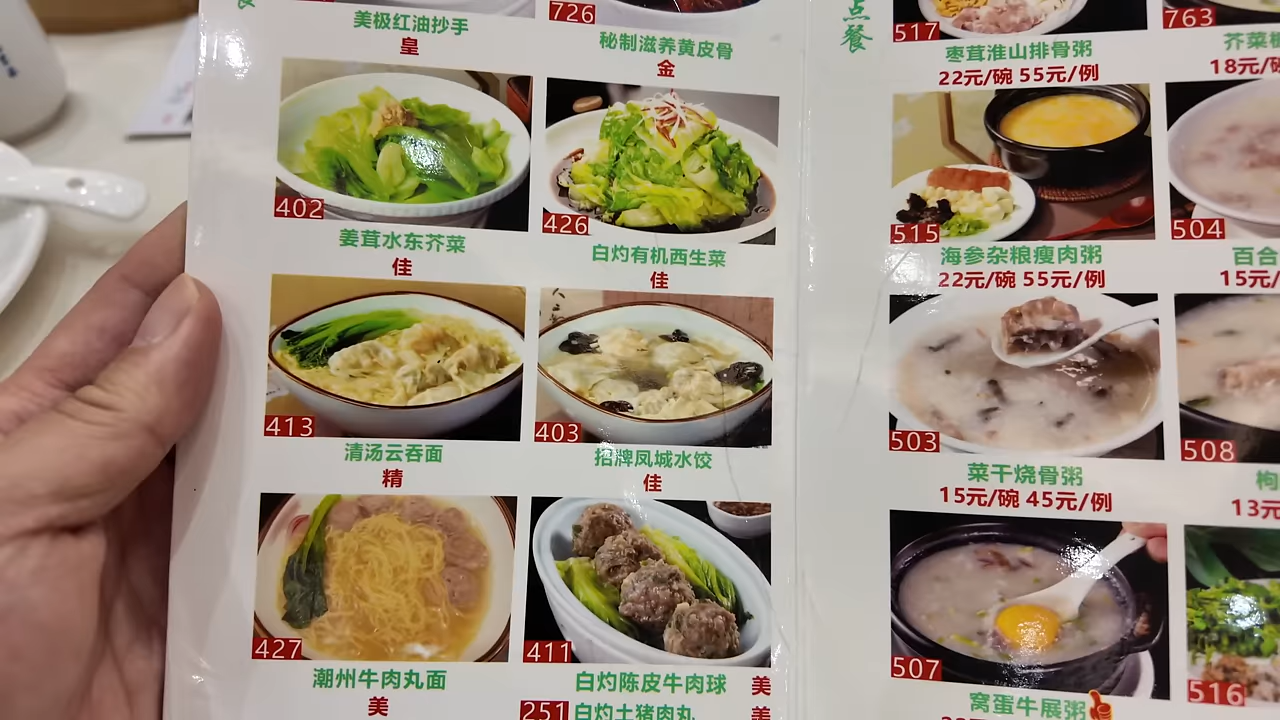 美极红油抄手
皇
726
秘制滋养黄皮骨
金
402
姜茸水东芥菜
佳
426
白灼有机西生菜
佳
413
清汤云吞面
精
403
招牌凤城水饺
佳
427
潮州牛肉丸面
美
411
白灼陈皮牛肉球 美
251 白灼土猪肉丸 美
点餐
517
枣茸淮山排骨粥
22元/碗 55元/例
763
芥菜
18元/碗
515
海参杂粮瘦肉粥
22元/碗 55元/例
504
百合
15元/
503
菜干烧骨粥
15元/碗 45元/例
508
枸
13元
507
窝蛋牛展粥
516